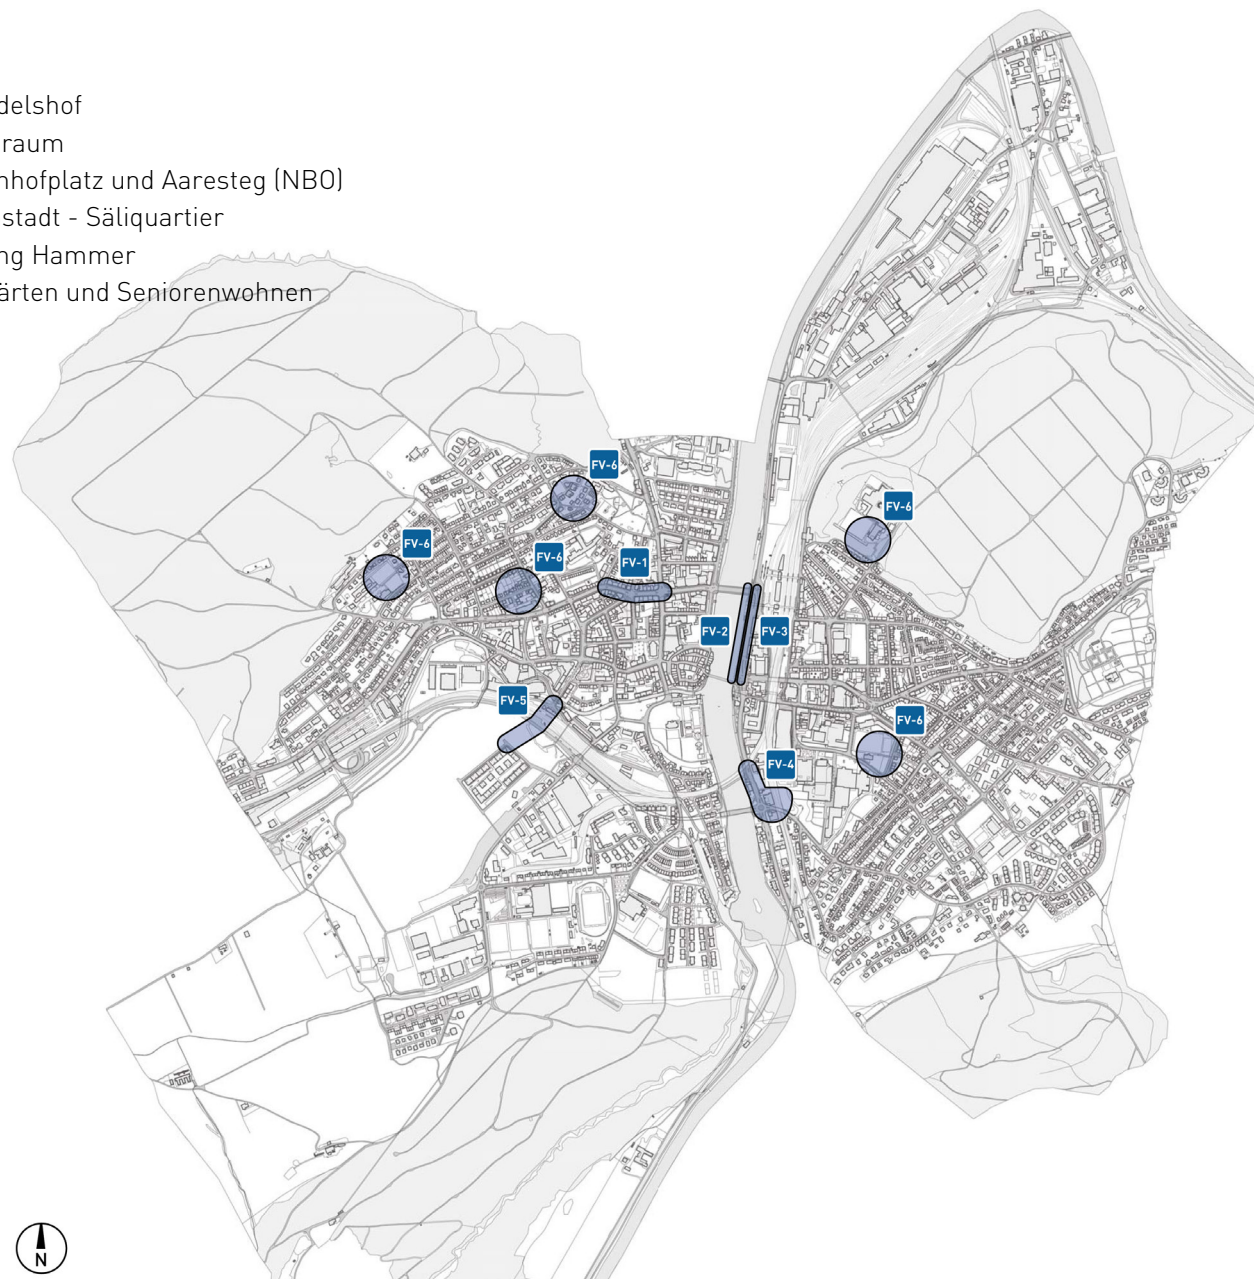 delshof
raum
nhofplatz und Aaresteg (NBO)
stadt - Säliquartier
ng Hammer
ärten und Seniorenwohnen
FV-6
FV-6
FV-6
FV-6
FV-1
FV-2
FV-3
FV-5
FV-6
FV-4
N